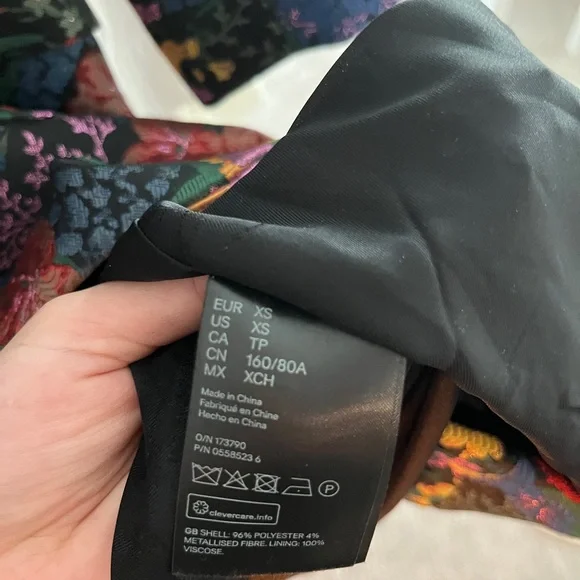 EUR XS
US XS
CA TP
CN 160/80A
MX XCH
Made in China
Fabriqué en Chine
Hecho en China
O/N 173790
P/N 0558523 6
P
clevercare.info
GB SHELL: 96% POLYESTER 4%
METALLISED FIBRE. LINING: 100%
VISCOSE.